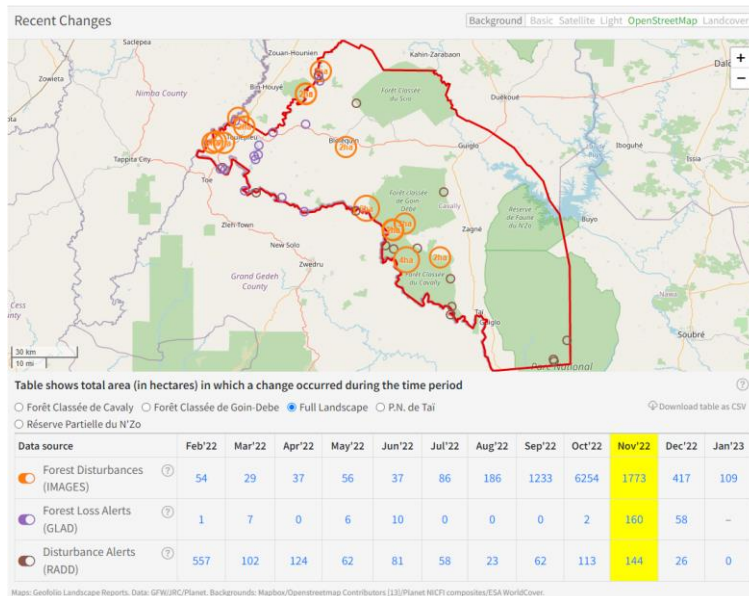 Recent Changes
Background Basic Satellite Light OpenStreetMap Landcover
Saclepea
Zouan-Hounien
Kahin-Zarabaon
Zowieta
Nimba County
Bin-Houyé
Forêt Classée du Scio
Duékoué
Toulepleu
Bloléquin
2ha
Guiglo
Iboguhé
Issia
Tappita City
Toe
Forêt classée de Goin-Debe
Cavally
Réserve de Faune du N'Zo
Buyo
Zleh Town
New Solo
Zagné
Zwedru
4ha
2ha
Forêt Classée du Cavally
Grand Gedeh County
Cess
Taï
Soubré
30 km
10 mi
Parc National
+
−
Table shows total area (in hectares) in which a change occurred during the time period
Forêt Classée de Cavaly Forêt Classée de Goin-Debe Full Landscape P.N. de Taï
Download table as CSV
Réserve Partielle du N'Zo
Data source Feb'22 Mar'22 Apr'22 May'22 Jun'22 Jul'22 Aug'22 Sep'22 Oct'22 Nov'22 Dec'22 Jan'23
Forest Disturbances (IMAGES) 54 29 37 56 37 86 186 1233 6254 1773 417 109
Forest Loss Alerts (GLAD) 1 7 0 6 10 0 0 0 2 160 58 –
Disturbance Alerts (RADD) 557 102 124 62 81 58 23 62 113 144 26 0
Maps: Geofolio Landscape Reports. Data: GFW/JRC/Planet. Backgrounds: Mapbox/Openstreetmap Contributors [13]/Planet NICFI composites/ESA WorldCover.